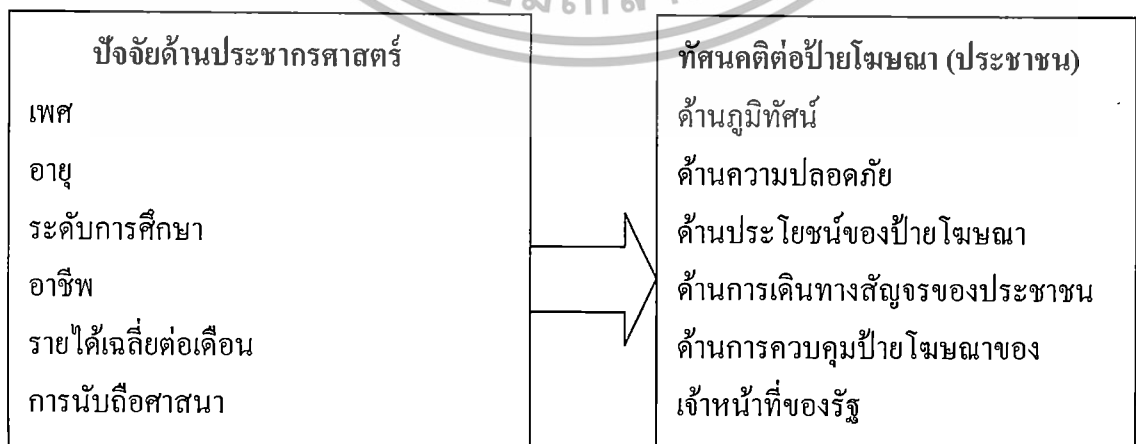 ปัจจัยด้านประชากรศาสตร์
เพศ
อายุ
ระดับการศึกษา
อาชีพ
รายได้เฉลี่ยต่อเดือน
การนับถือศาสนา
ทัศนคติต่อป้ายโฆษณา (ประชาชน)
ด้านภูมิทัศน์
ด้านความปลอดภัย
ด้านประโยชน์ของป้ายโฆษณา
ด้านการเดินทางสัญจรของประชาชน
ด้านการควบคุมป้ายโฆษณาของ
เจ้าหน้าที่ของรัฐ